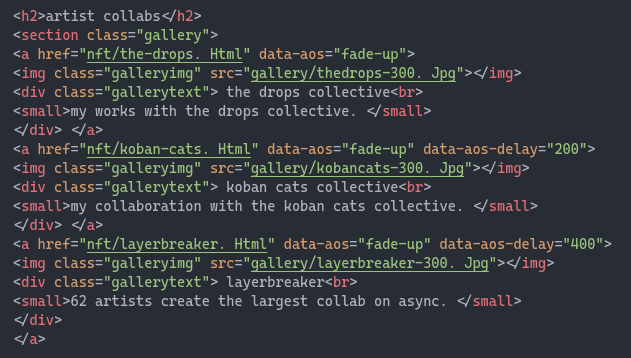 <h2>artist collabs</h2>
<section class="gallery">
<a href="nft/the-drops. Html" data-aos="fade-up">
<img class="galleryimg" src="gallery/thedrops-300. Jpg"></img>
<div class="gallerytext"> the drops collective<br>
<small>my works with the drops collective. </small>
</div> </a>
<a href="nft/koban-cats. Html" data-aos="fade-up" data-aos-delay="200">
<img class="galleryimg" src="gallery/kobancats-300. Jpg"></img>
<div class="gallerytext"> koban cats collective<br>
<small>my collaboration with the koban cats collective. </small>
</div> </a>
<a href="nft/layerbreaker. Html" data-aos="fade-up" data-aos-delay="400">
<img class="galleryimg" src="gallery/layerbreaker-300. Jpg"></img>
<div class="gallerytext"> layerbreaker<br>
<small>62 artists create the largest collab on async. </small>
</div>
</a>